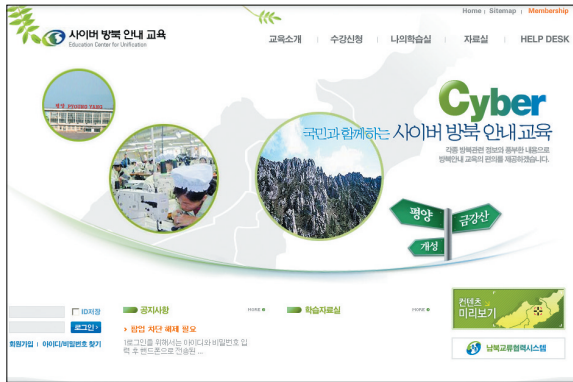 Home | Sitemap | Membership
사이버 방북 안내 교육
Education Center for Unification
교육소개 | 수강신청 | 나의학습실 | 자료실 | HELP DESK
平壤 PYONG YANG
Cyber
국민과 함께하는 사이버 방북 안내교육
각종 방북관련 정보와 풍부한 내용으로
방북안내 교육의 편의를 제공하겠습니다.
평양
금강산
개성
ID저장
로그인
회원가입 | 아이디/비밀번호 찾기
공지사항 MORE
팝업 차단 해제 필요
1로그인을 위해서는 아이디와 비밀번호 입
력 후 핸드폰으로 전송된 ...
학습자료실 MORE
컨텐츠
미리보기
남북교류협력시스템